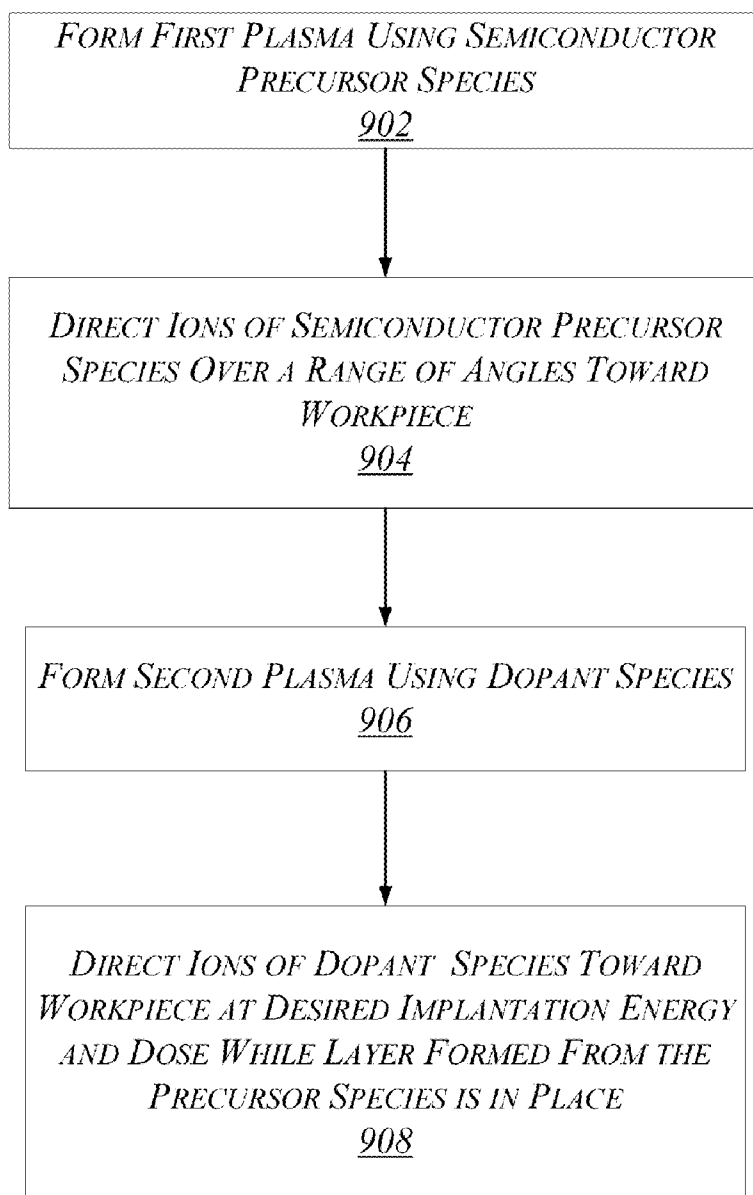 FORM FIRST PLASMA USING SEMICONDUCTOR
PRECURSOR SPECIES
902
DIRECT IONS OF SEMICONDUCTOR PRECURSOR
SPECIES OVER A RANGE OF ANGLES TOWARD
WORKPIECE
904
FORM SECOND PLASMA USING DOPANT SPECIES
906
DIRECT IONS OF DOPANT SPECIES TOWARD
WORKPIECE AT DESIRED IMPLANTATION ENERGY
AND DOSE WHILE LAYER FORMED FROM THE
PRECURSOR SPECIES IS IN PLACE
908